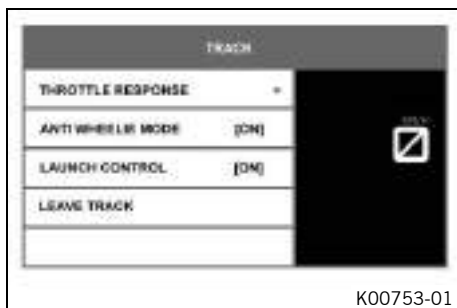 TRACK
THROTTLE RESPONSE
ANTI WHEELIE MODE [ON]
LAUNCH CONTROL [ON]
LEAVE TRACK
K00753-01